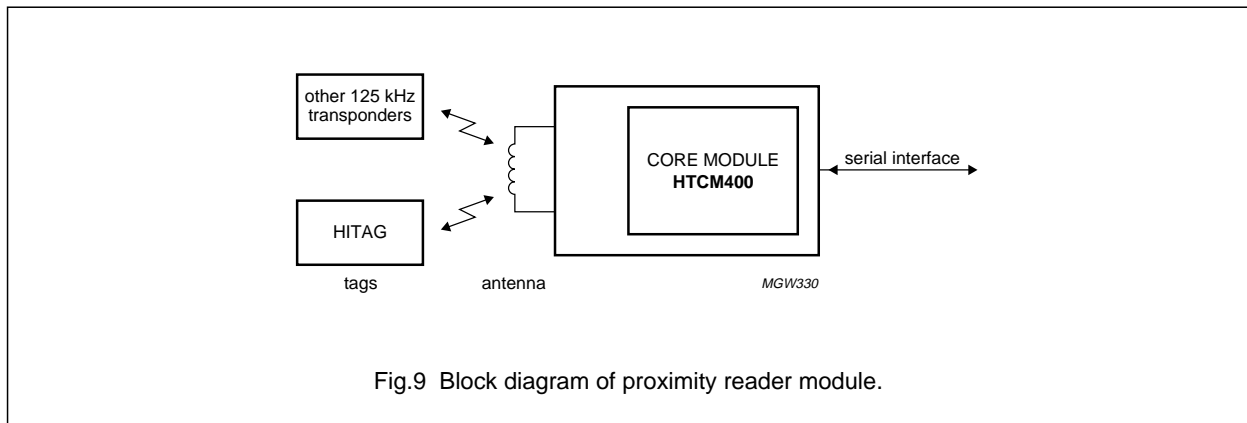 other 125 kHz
transponders
CORE MODULE
HTCM400
serial interface
HITAG
tags
antenna
MGW330
Fig.9 Block diagram of proximity reader module.